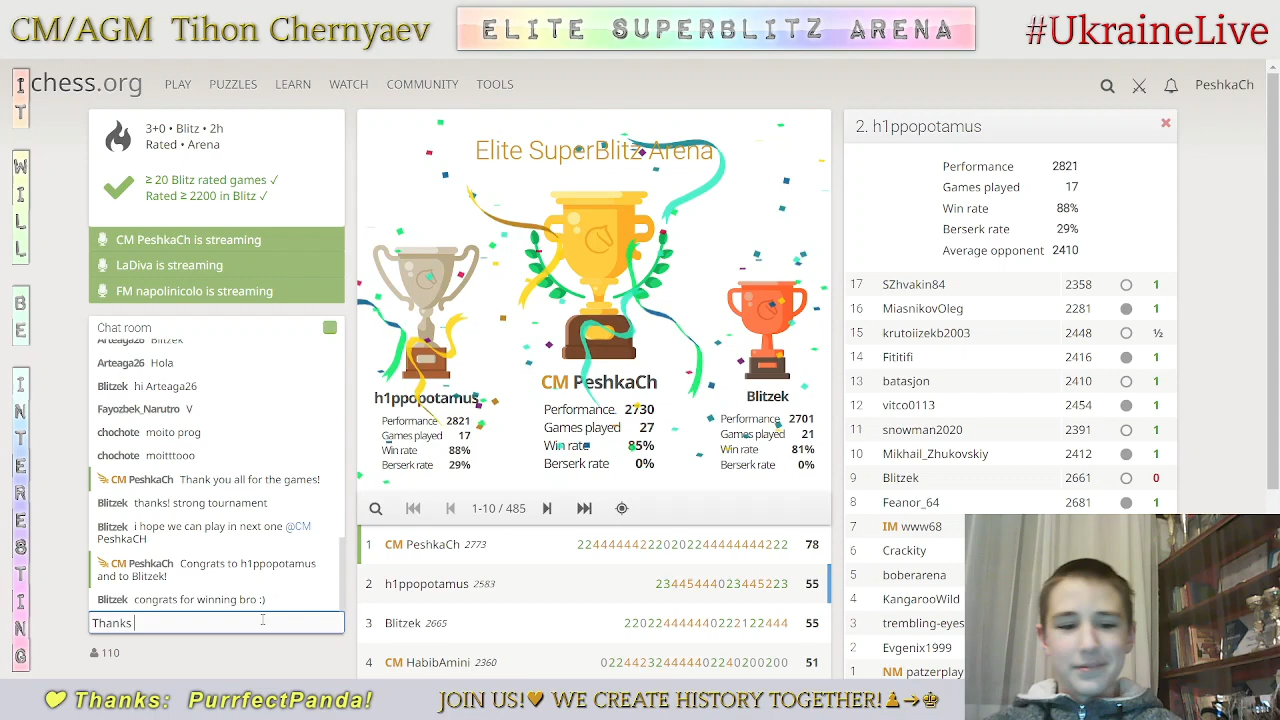 CM/AGM Tihon Chernyaev
ELITE SUPERBLITZ ARENA
#UkraineLive
IT WILL BE INTERESTING
chess.org
PLAY PUZZLES LEARN WATCH COMMUNITY TOOLS
PeshkaCh
3+0 • Blitz • 2h
Rated • Arena
≥ 20 Blitz rated games ✓
Rated ≥ 2200 in Blitz ✓
CM PeshkaCh is streaming
LaDiva is streaming
FM napolinicolo is streaming
Chat room
Arteaga26 Blitzek
Arteaga26 Hola
Blitzek hi Arteaga26
Fayozbek_Narutro V
chochote moito prog
chochote moitttooo
CM PeshkaCh Thank you all for the games!
Blitzek thanks! strong tournament
Blitzek i hope we can play in next one @CM
PeshkaCh
CM PeshkaCh Congrats to h1ppopotamus
and to Blitzek!
Blitzek congrats for winning bro :)
Thanks
110
Elite SuperBlitz Arena
h1ppopotamus
Performance 2821
Games played 17
Win rate 88%
Berserk rate 29%
CM PeshkaCh
Performance 2730
Games played 27
Win rate 85%
Berserk rate 0%
Blitzek
Performance 2701
Games played 21
Win rate 81%
Berserk rate 0%
1-10 / 485
1 CM PeshkaCh 2773 2244444422202022444444444222 78
2 h1ppopotamus 2583 23445444023445223 55
3 Blitzek 2665 220224444440222122444 55
4 CM HabibAmini 2360 0224423244444022402002 00 51
2. h1ppopotamus
Performance 2821
Games played 17
Win rate 88%
Berserk rate 29%
Average opponent 2410
17 SZhvakin84 2358 1
16 MiasnikovOleg 2281 1
15 krutoiizekb2003 2448 ½
14 Fititifi 2416 1
13 batasjon 2410 1
12 vitco0113 2454 1
11 snowman2020 2391 1
10 Mikhail_Zhukovskiy 2412 1
9 Blitzek 2661 0
8 Feanor_64 2681 1
7 IM www68
6 Crackity
5 boberarena
4 KangarooWild
3 trembling-eyes
2 Evgenix1999
1 NM patzerplay
Thanks: PurrfectPanda!
JOIN US! WE CREATE HISTORY TOGETHER!